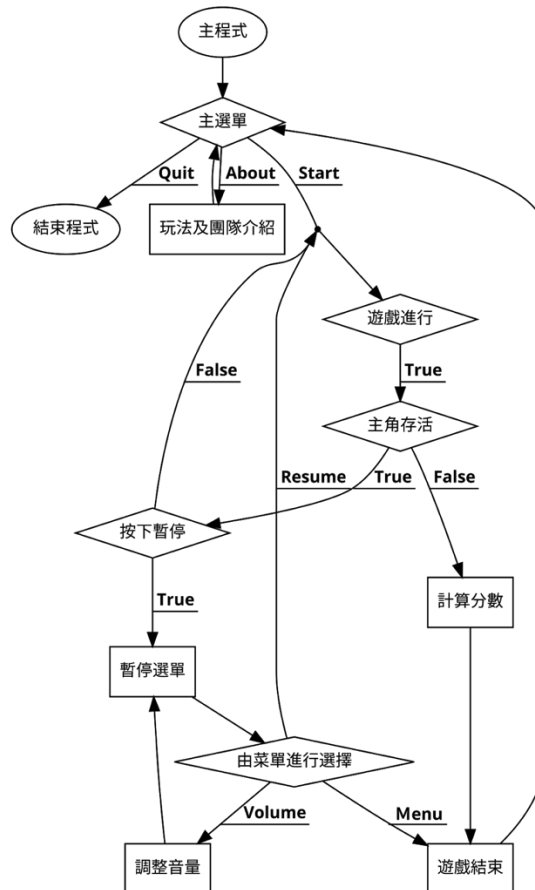 主程式
主選單
Quit
About
Start
結束程式
玩法及團隊介紹
遊戲進行
False
True
主角存活
Resume
True
False
按下暫停
True
計算分數
暫停選單
由菜單進行選擇
Volume
Menu
調整音量
遊戲結束